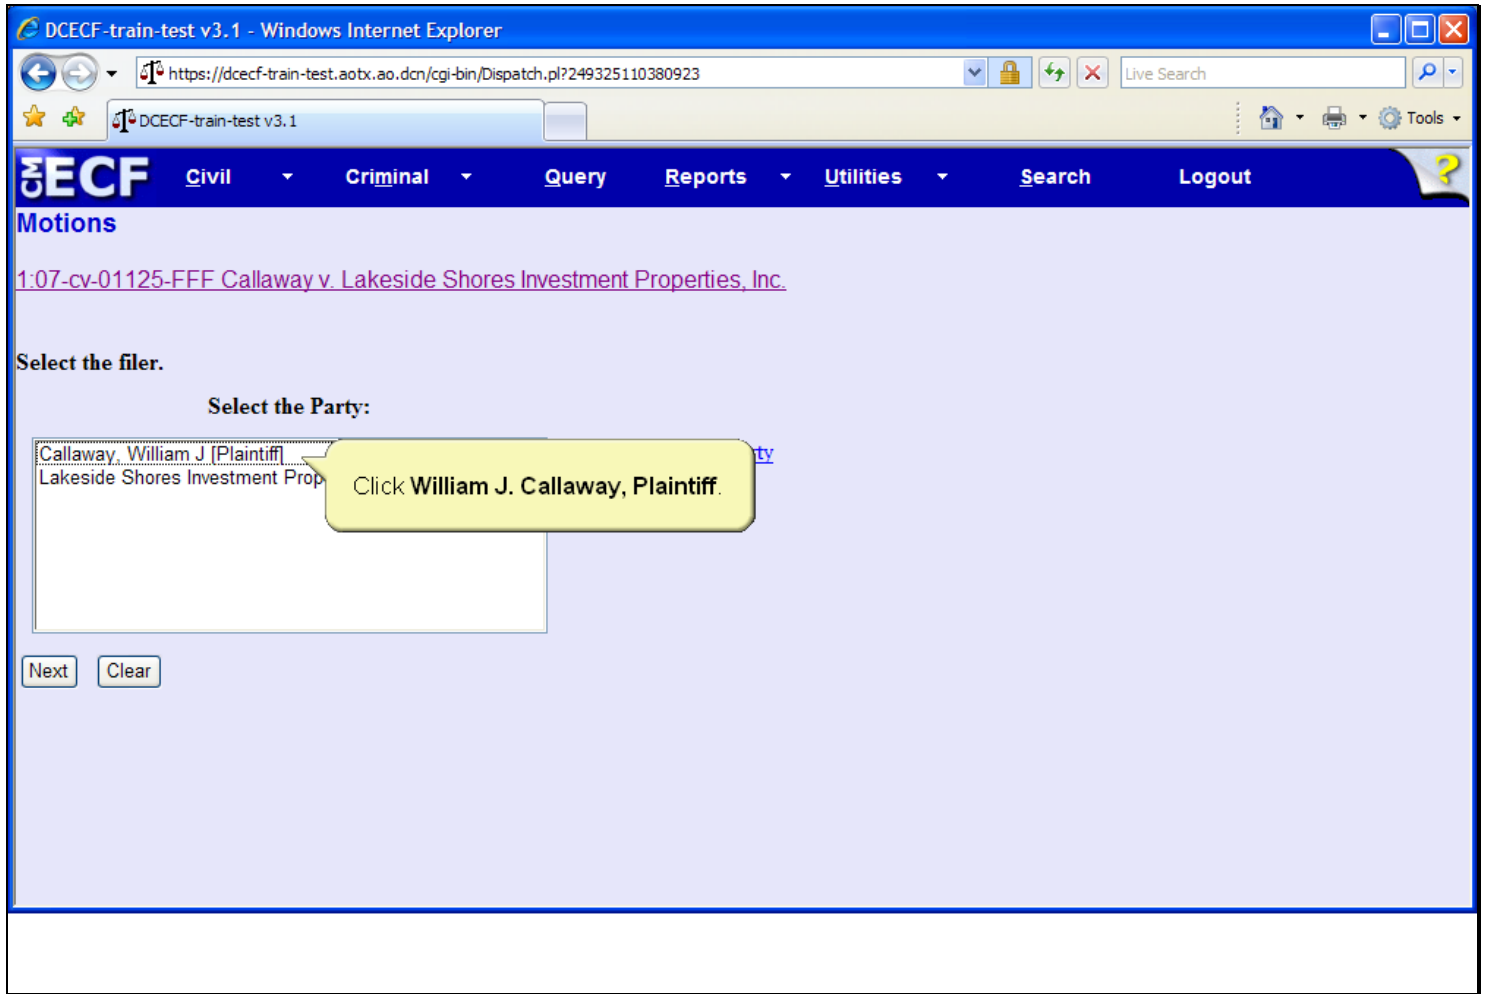 DCECF-train-test v3.1 - Windows Internet Explorer
https://dcecf-train-test.aotx.ao.dcn/cgi-bin/Dispatch.pl?249325110380923
Live Search
DCECF-train-test v3.1
Tools
CM ECF Civil Criminal Query Reports Utilities Search Logout ?
Motions
1:07-cv-01125-FFF Callaway v. Lakeside Shores Investment Properties, Inc.
Select the filer.
Select the Party:
Callaway, William J [Plaintiff]
Lakeside Shores Investment Prop
ty
Click William J. Callaway, Plaintiff.
Next Clear